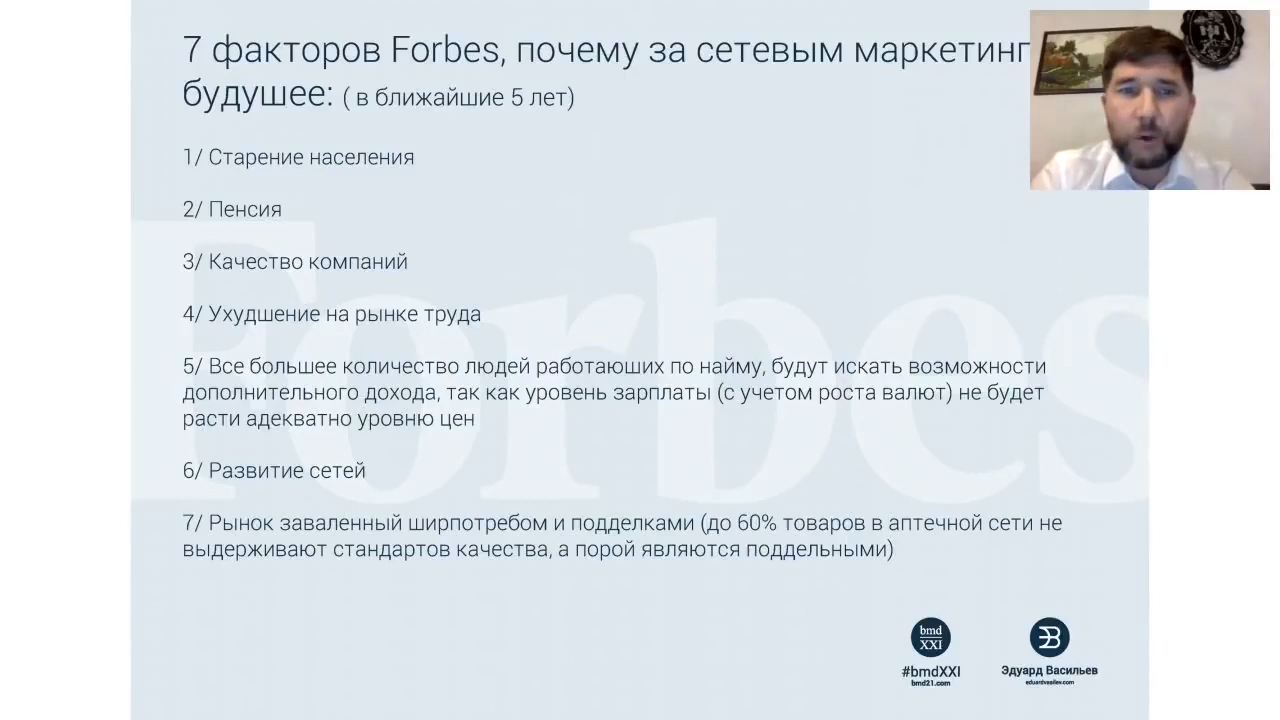 7 факторов Forbes, почему за сетевым маркетинг
будушее: ( в ближайшие 5 лет)
1/ Старение населения
2/ Пенсия
3/ Качество компаний
4/ Ухудшение на рынке труда
5/ Все большее количество людей работающих по найму, будут искать возможности
дополнительного дохода, так как уровень зарплаты (с учетом роста валют) не будет
расти адекватно уровню цен
6/ Развитие сетей
7/ Рынок заваленный ширпотребом и подделками (до 60% товаров в аптечной сети не
выдерживают стандартов качества, а порой являются поддельными)
Forbes
bmd
XXI
#bmdXXI
bmd21.com
Эдуард Васильев
eduardvasilev.com